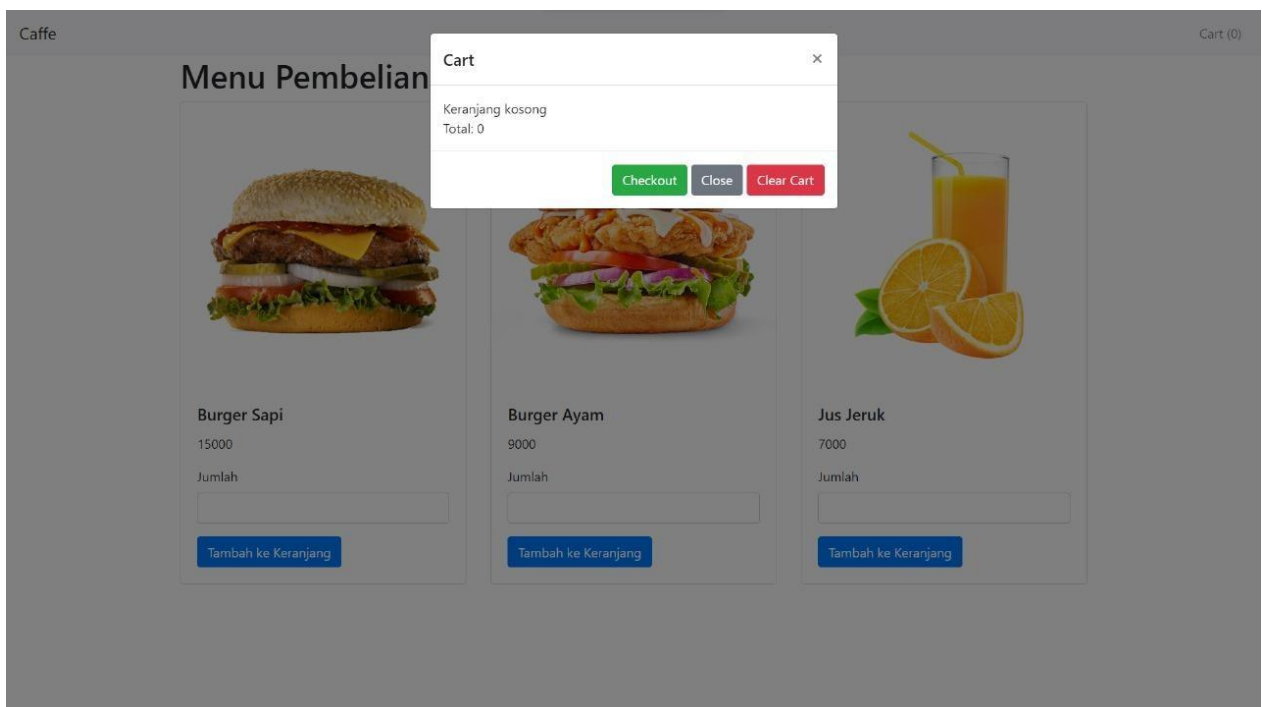 Caffe
Cart (0)
Cart
×
Menu Pembelian
Keranjang kosong
Total: 0
Checkout
Close
Clear Cart
Burger Sapi
15000
Jumlah
Tambah ke Keranjang
Burger Ayam
9000
Jumlah
Tambah ke Keranjang
Jus Jeruk
7000
Jumlah
Tambah ke Keranjang